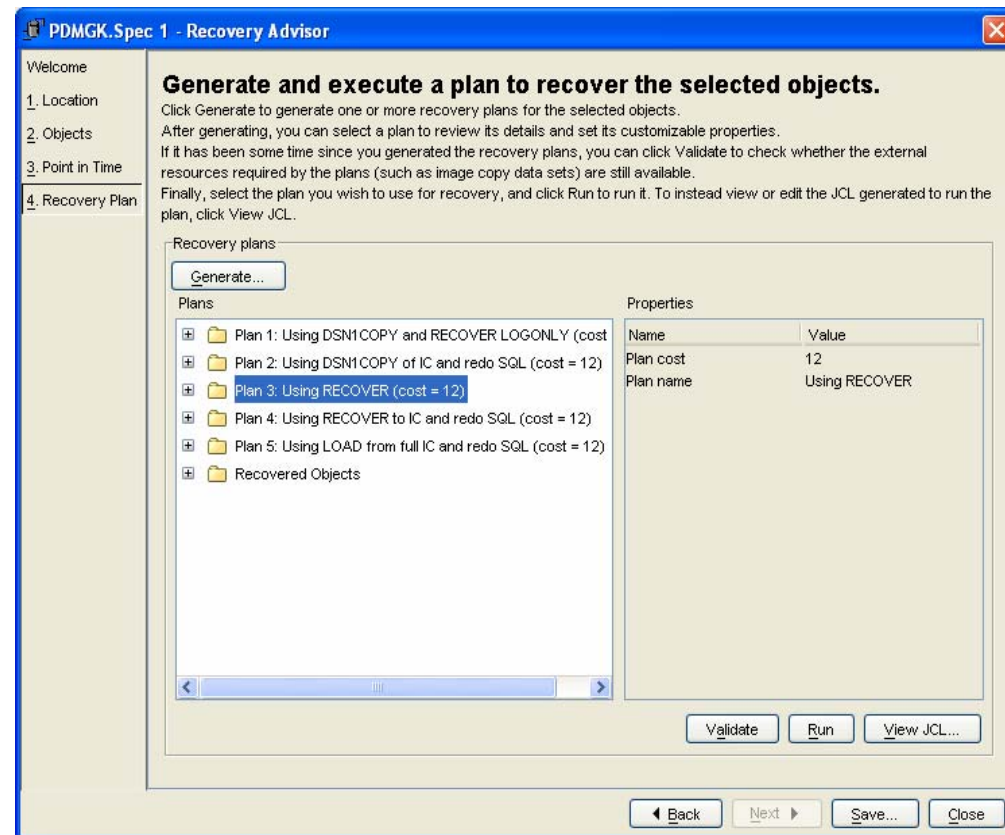 PDMGK.Spec 1 - Recovery Advisor
Welcome
1. Location
2. Objects
3. Point in Time
4. Recovery Plan
Generate and execute a plan to recover the selected objects.
Click Generate to generate one or more recovery plans for the selected objects.
After generating, you can select a plan to review its details and set its customizable properties.
If it has been some time since you generated the recovery plans, you can click Validate to check whether the external
resources required by the plans (such as image copy data sets) are still available.
Finally, select the plan you wish to use for recovery, and click Run to run it. To instead view or edit the JCL generated to run the
plan, click View JCL.
Recovery plans
Generate...
Plans
Plan 1: Using DSN1COPY and RECOVER LOGONLY (cost
Plan 2: Using DSN1COPY of IC and redo SQL (cost = 12)
Plan 3: Using RECOVER (cost = 12)
Plan 4: Using RECOVER to IC and redo SQL (cost = 12)
Plan 5: Using LOAD from full IC and redo SQL (cost = 12)
Recovered Objects
Properties
Name Value
Plan cost 12
Plan name Using RECOVER
Validate Run View JCL...
Back Next Save... Close